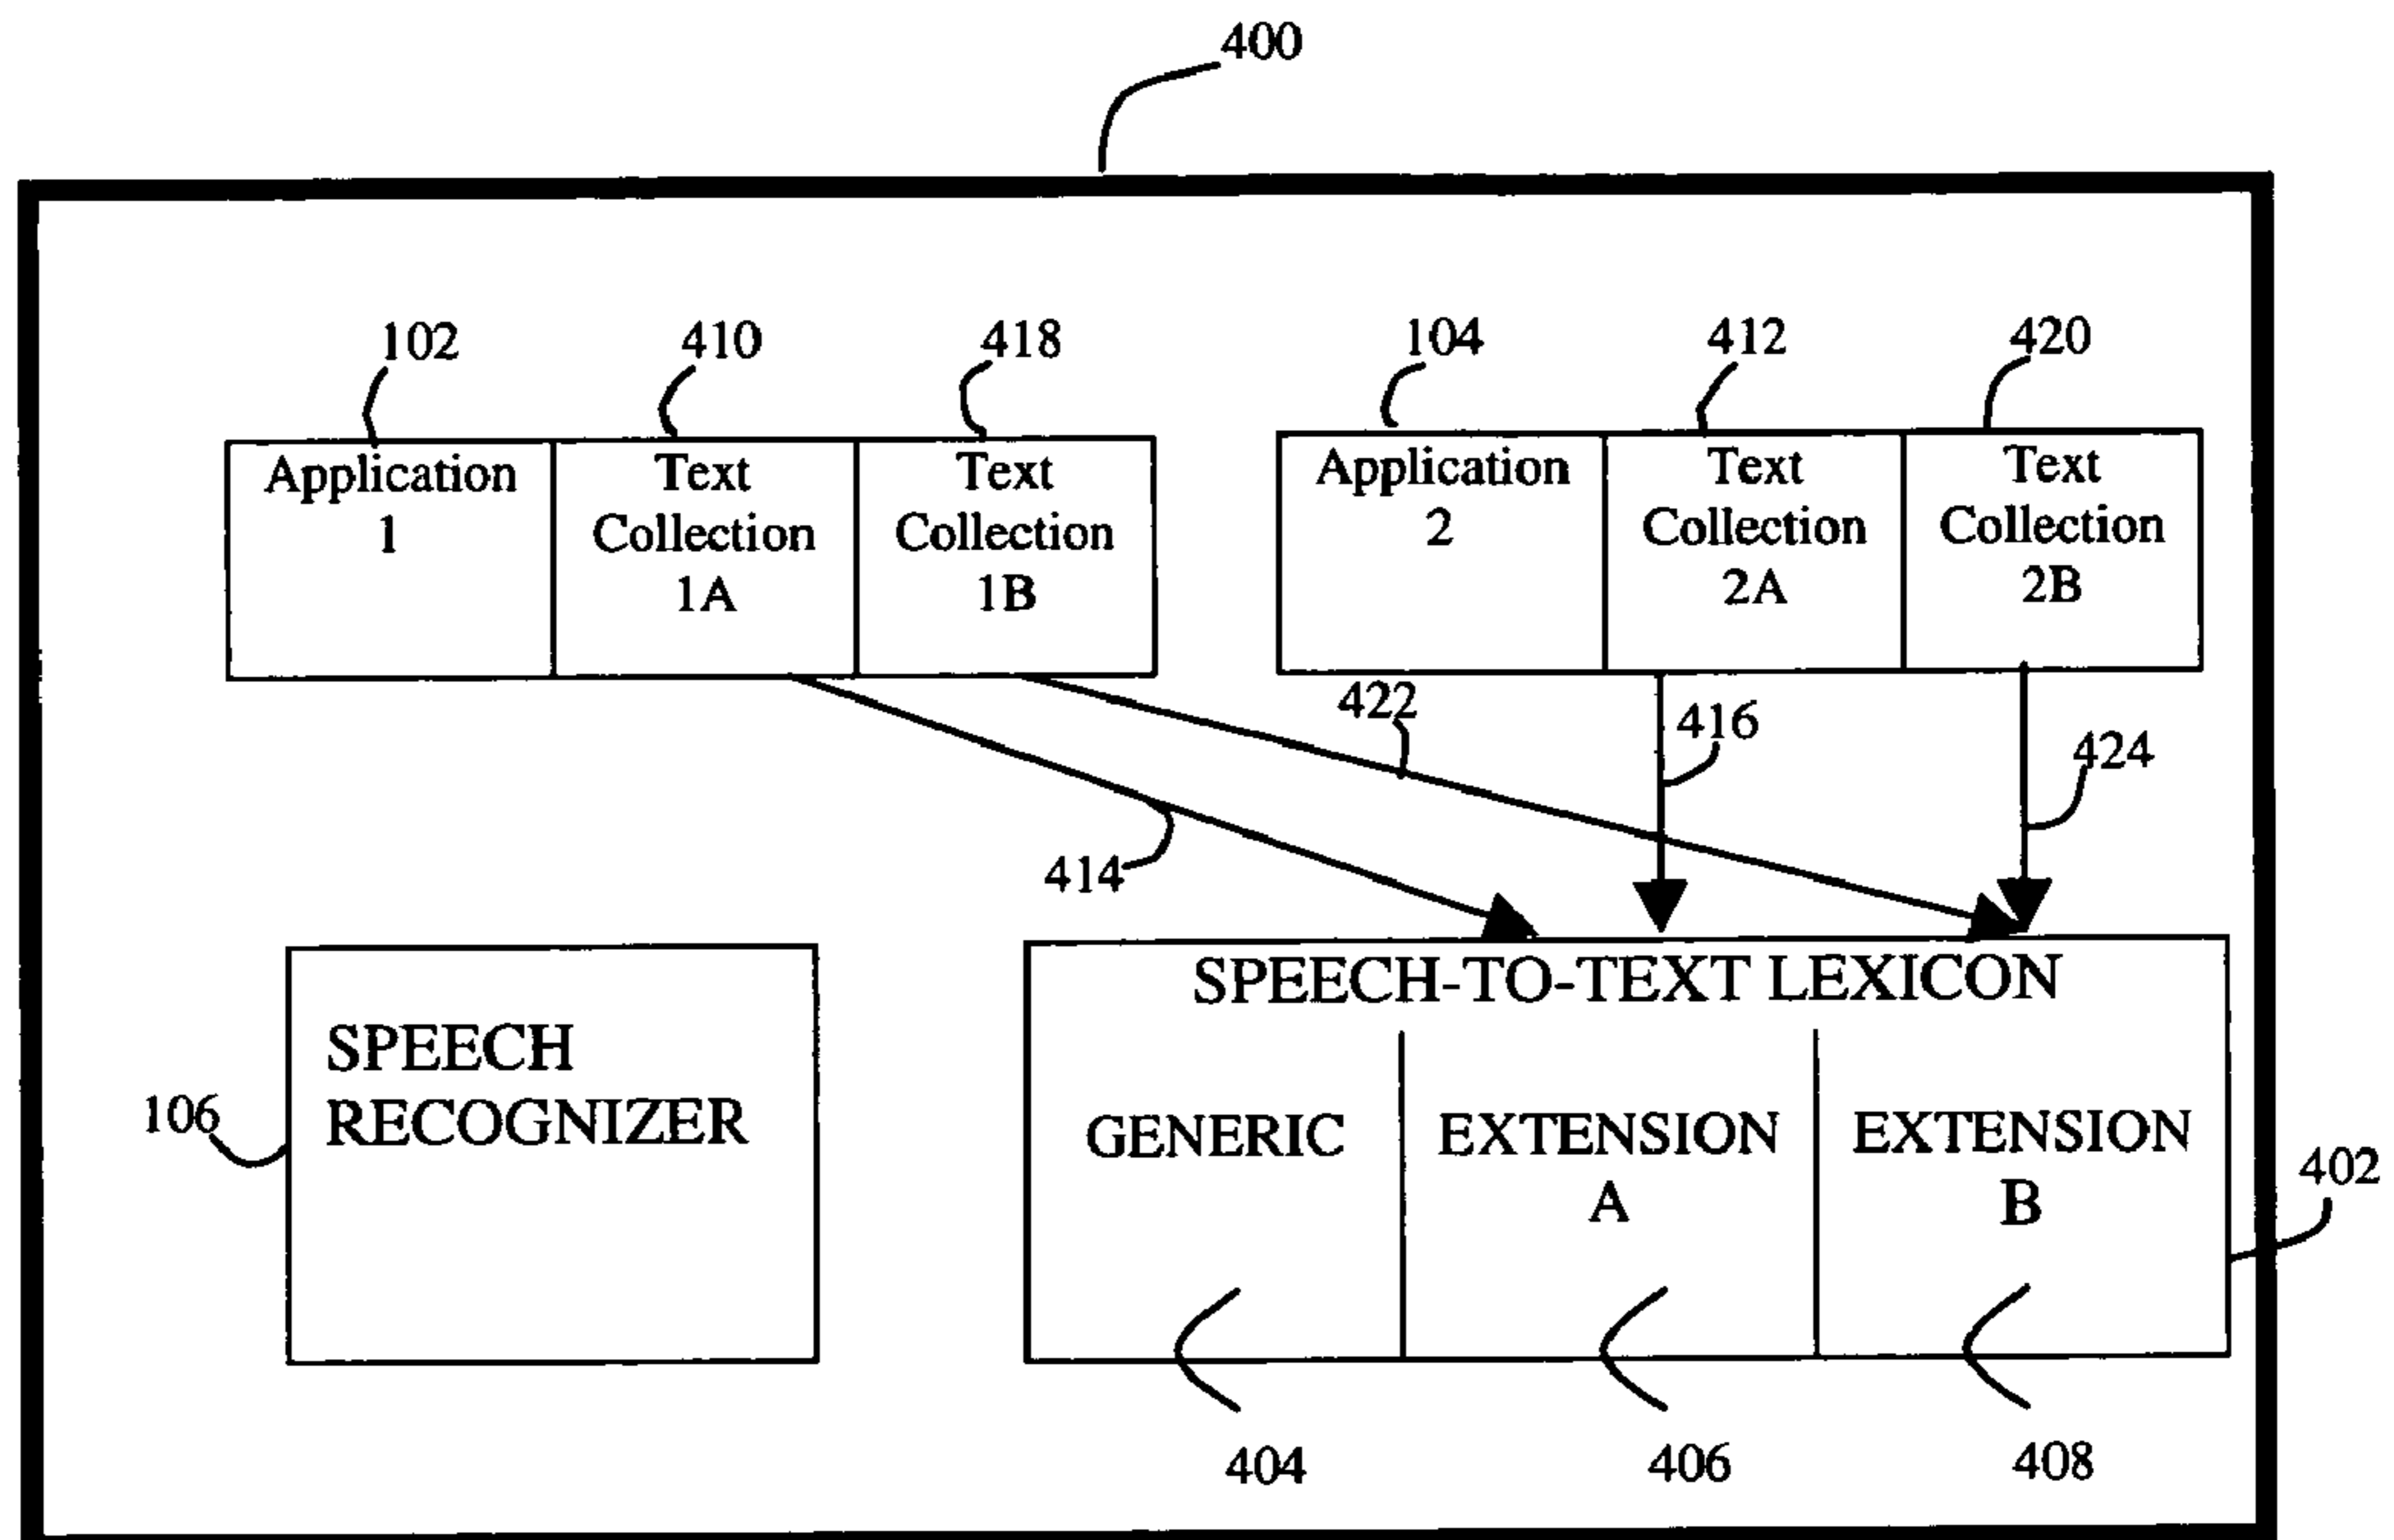 400
102
410
418
104
412
420
Application
1
Text
Collection
1A
Text
Collection
1B
Application
2
Text
Collection
2A
Text
Collection
2B
422
416
424
414
SPEECH
RECOGNIZER
106
SPEECH-TO-TEXT LEXICON
GENERIC
EXTENSION
A
EXTENSION
B
402
404
406
408